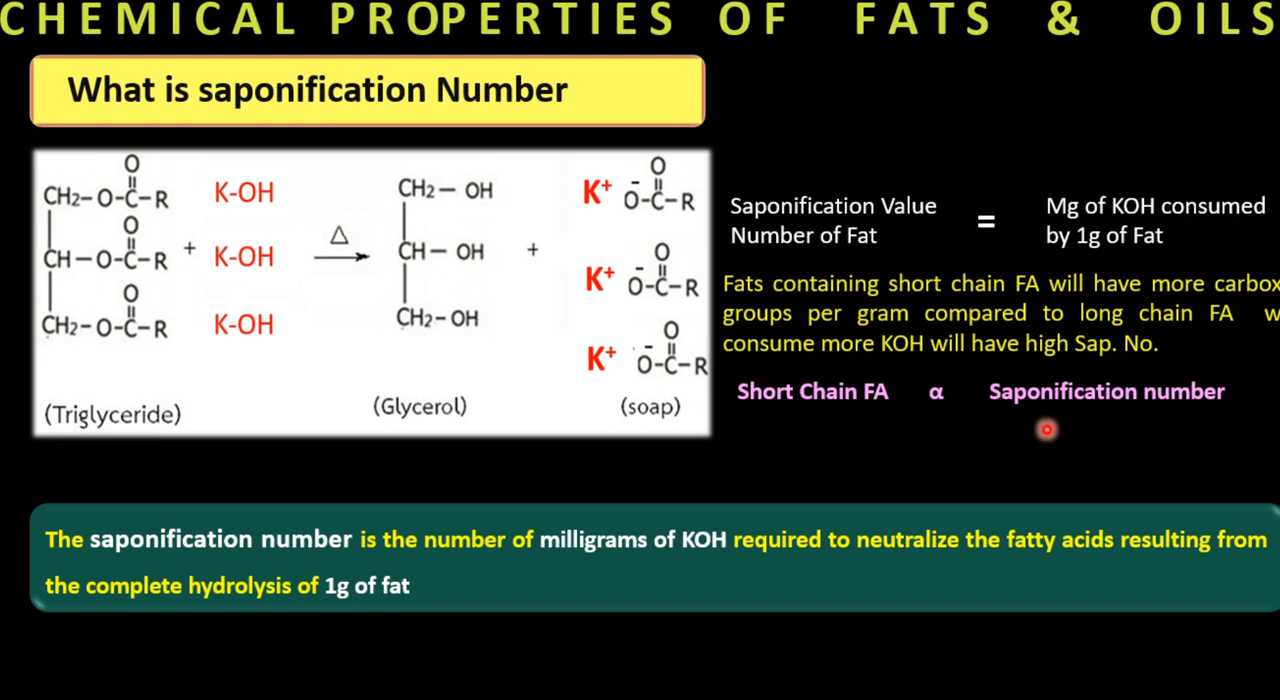 CHEMICAL PROPERTIES OF FATS & OILS
What is saponification Number
O
CH2-O-C-R K-OH
O
CH-O-C-R + K-OH
O
CH2-O-C-R K-OH
(Triglyceride)
△
CH2- OH
CH- OH +
CH2-OH
(Glycerol)
O
K+ O-C-R
O
K+ O-C-R
O
K+ O-C-R
(soap)
Saponification Value = Mg of KOH consumed
Number of Fat by 1g of Fat
Fats containing short chain FA will have more carbox
groups per gram compared to long chain FA w
consume more KOH will have high Sap. No.
Short Chain FA α Saponification number
The saponification number is the number of milligrams of KOH required to neutralize the fatty acids resulting from
the complete hydrolysis of 1g of fat